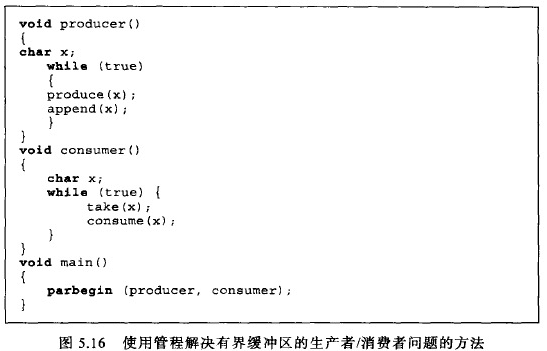 void producer()
{
char x;
while (true)
{
produce(x);
append(x);
}
}
void consumer()
{
char x;
while (true) {
take(x);
consume(x);
}
}
void main()
{
parbegin (producer, consumer);
}
图 5.16 使用管程解决有界缓冲区的生产者/消费者问题的方法